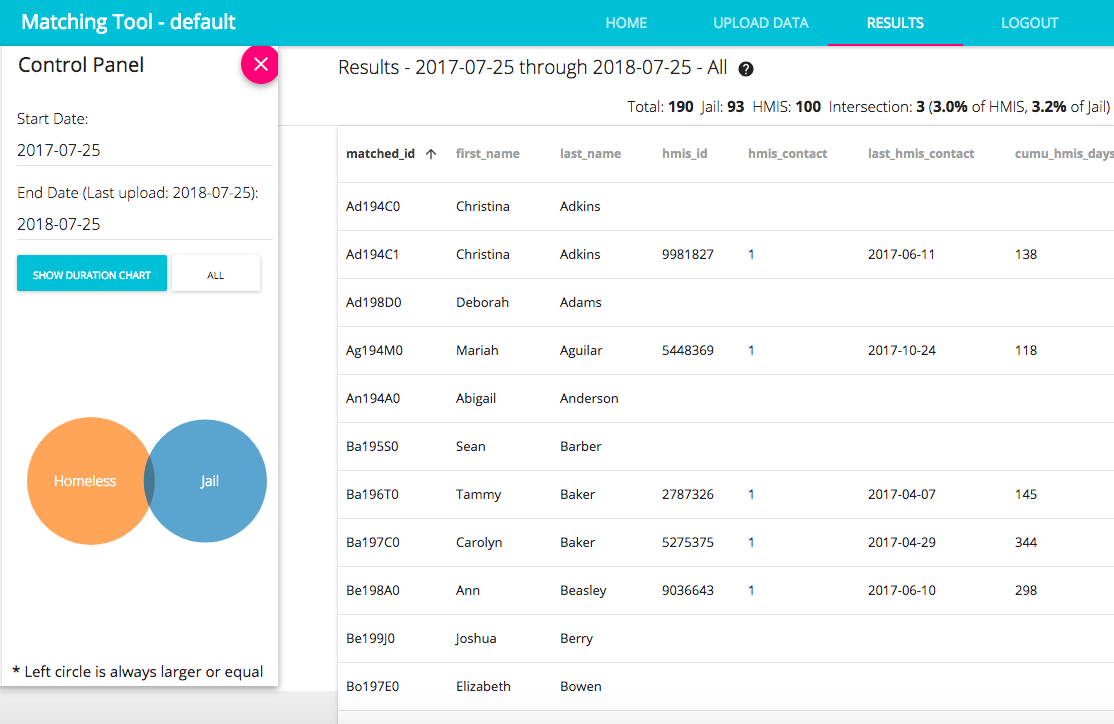 Matching Tool - default HOME UPLOAD DATA RESULTS LOGOUT
Control Panel
Start Date:
2017-07-25
End Date (Last upload: 2018-07-25):
2018-07-25
SHOW DURATION CHART ALL
Homeless Jail
* Left circle is always larger or equal
Results - 2017-07-25 through 2018-07-25 - All ?
Total: 190 Jail: 93 HMIS: 100 Intersection: 3 (3.0% of HMIS, 3.2% of Jail)
matched_id first_name last_name hmis_id hmis_contact last_hmis_contact cumu_hmis_days
Ad194C0 Christina Adkins
Ad194C1 Christina Adkins 9981827 1 2017-06-11 138
Ad198D0 Deborah Adams
Ag194M0 Mariah Aguilar 5448369 1 2017-10-24 118
An194A0 Abigail Anderson
Ba195S0 Sean Barber
Ba196T0 Tammy Baker 2787326 1 2017-04-07 145
Ba197C0 Carolyn Baker 5275375 1 2017-04-29 344
Be198A0 Ann Beasley 9036643 1 2017-06-10 298
Be199J0 Joshua Berry
Bo197E0 Elizabeth Bowen